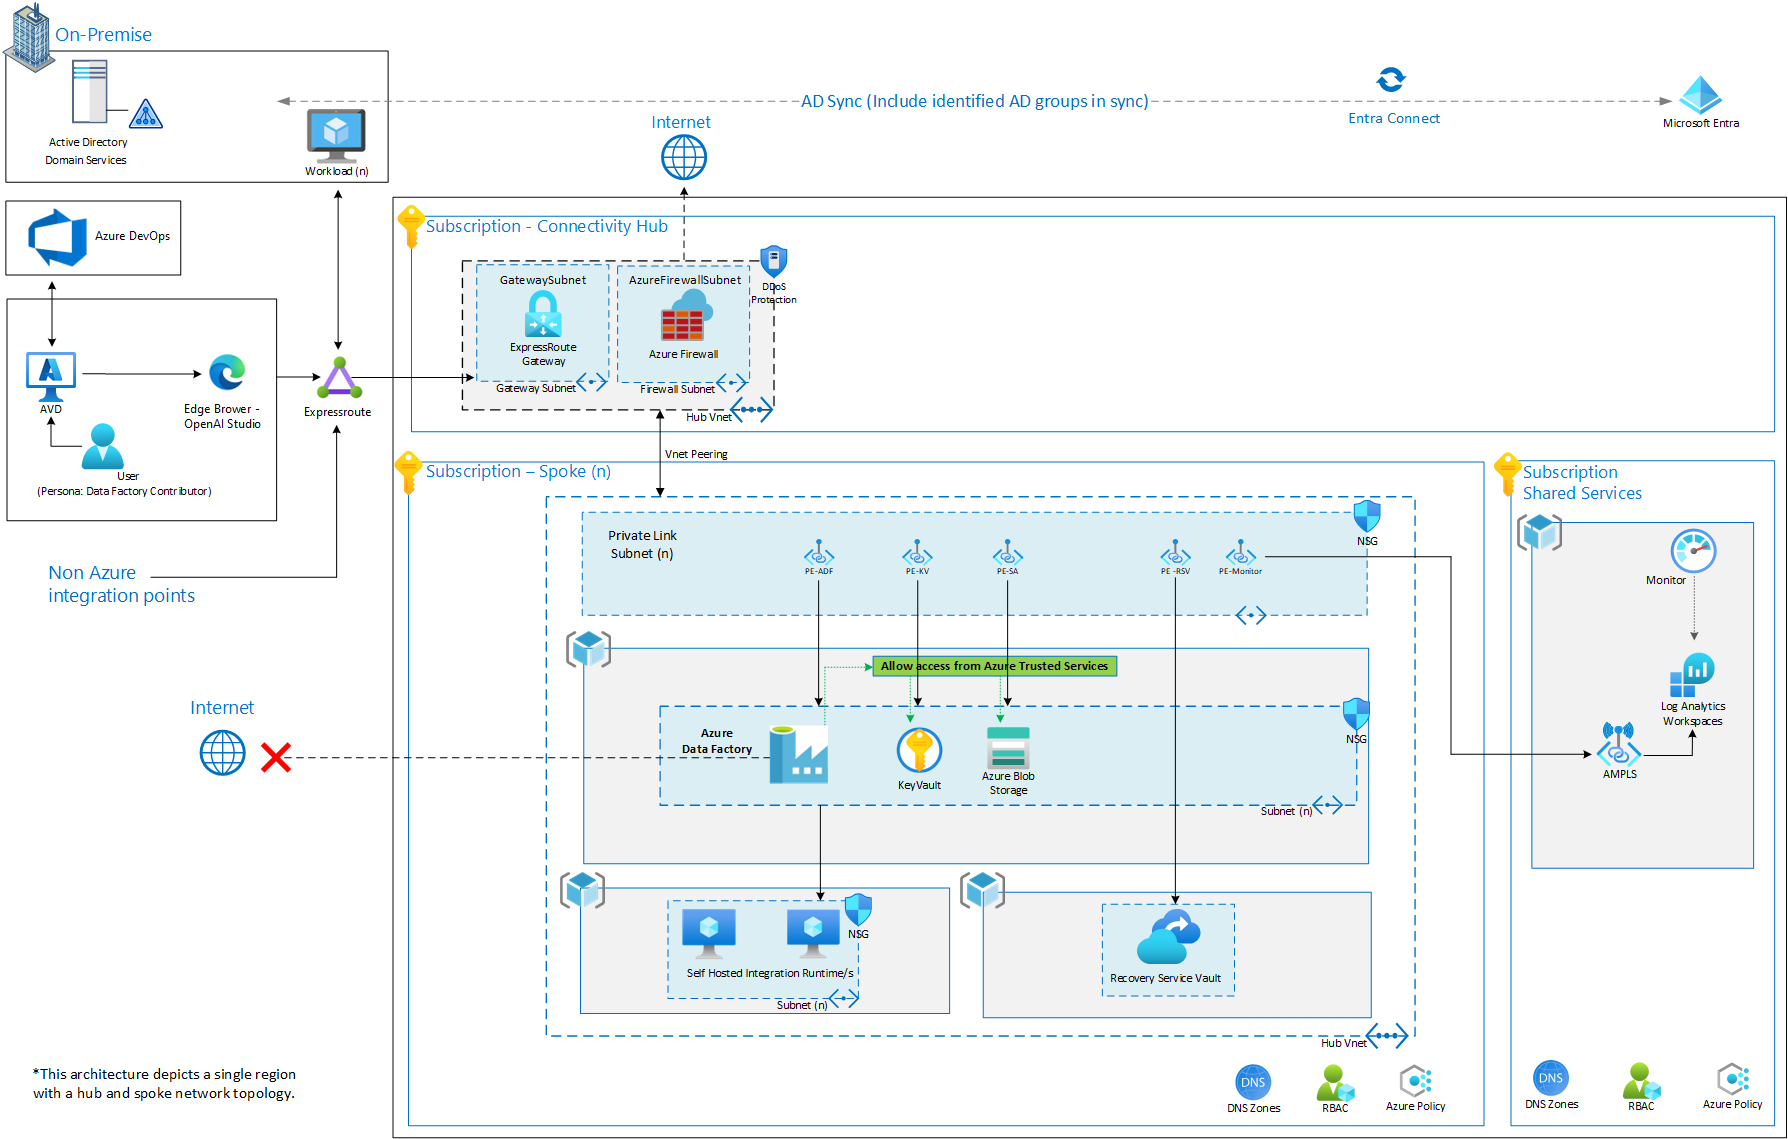 On-Premise
Active Directory
Domain Services
Workload (n)
AD Sync (Include identified AD groups in sync)
Entra Connect
Microsoft Entra
Internet
Azure DevOps
AVD
Edge Brower -
OpenAI Studio
User
(Persona: Data Factory Contributor)
Expressroute
Non Azure
integration points
Subscription - Connectivity Hub
GatewaySubnet
ExpressRoute
Gateway
Gateway Subnet
AzureFirewallSubnet
Azure Firewall
Firewall Subnet
DDoS
Protection
Hub Vnet
Vnet Peering
Subscription – Spoke (n)
Private Link
Subnet (n)
PE-ADF
PE-KV
PE-SA
PE -RSV
PE-Monitor
NSG
Allow access from Azure Trusted Services
Azure
Data Factory
KeyVault
Azure Blob
Storage
NSG
Subnet (n)
Internet
Self Hosted Integration Runtime/s
NSG
Subnet (n)
Recovery Service Vault
Hub Vnet
DNS
DNS Zones
RBAC
Azure Policy
Subscription
Shared Services
Monitor
Log Analytics
Workspaces
AMPLS
DNS
DNS Zones
RBAC
Azure Policy
*This architecture depicts a single region
with a hub and spoke network topology.